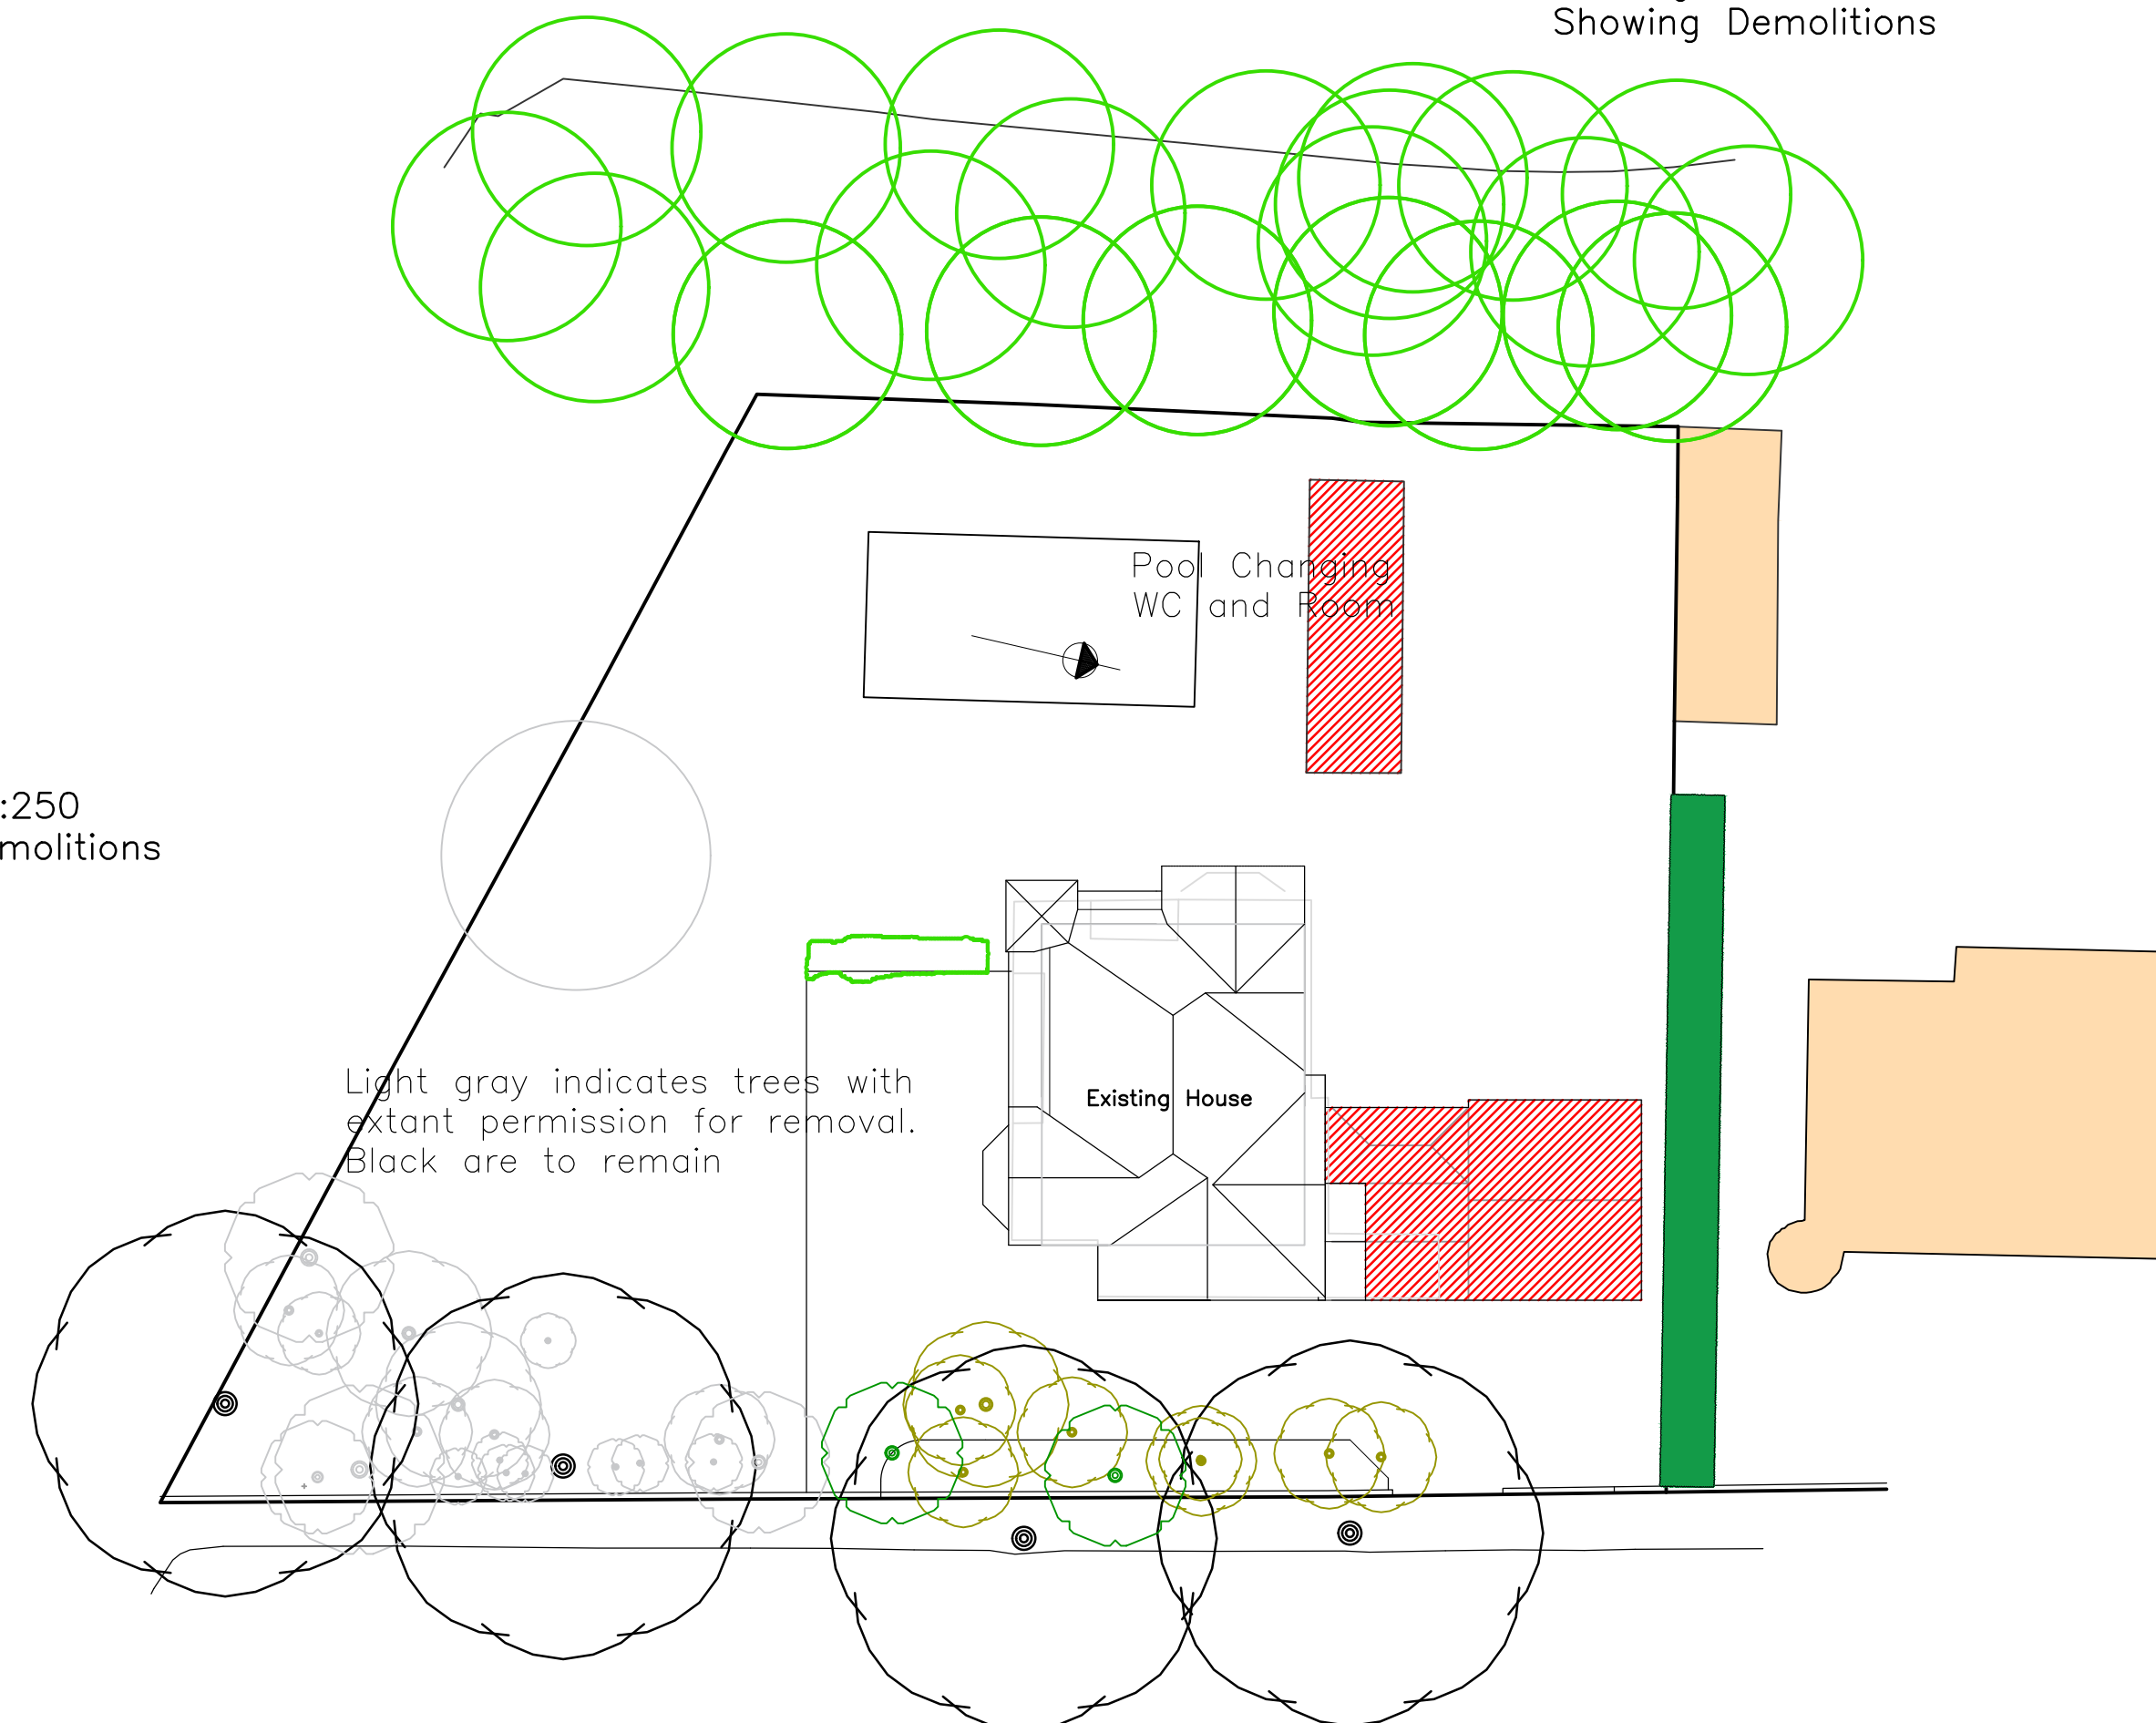 Showing Demolitions
Pool Changing
WC and Room
:250
molitions
Existing House
Light gray indicates trees with
extant permission for removal.
Black are to remain